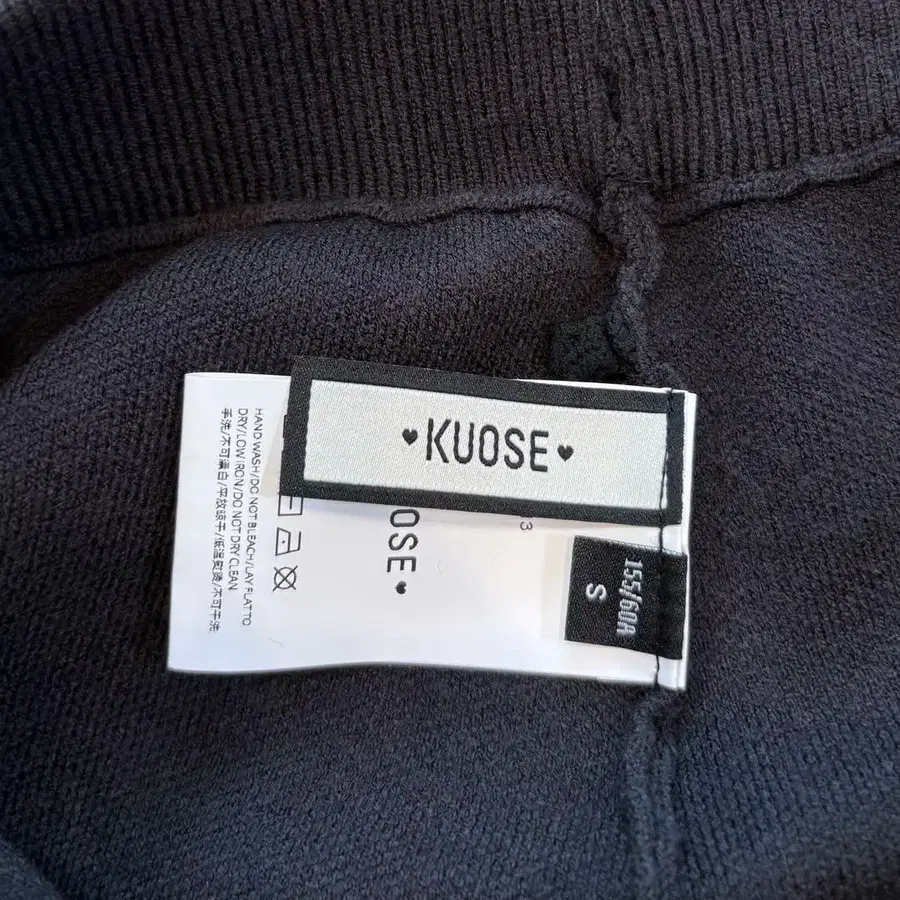 ♥KUOSE♥
OSE♥
3
155/60A
S
HAND WASH/DO NOT BLEACH/LAY FLAT TO
DRY/LOW IRON/DO NOT DRY CLEAN
手洗/不可漂白/平放晾干/低温熨烫/不可干洗